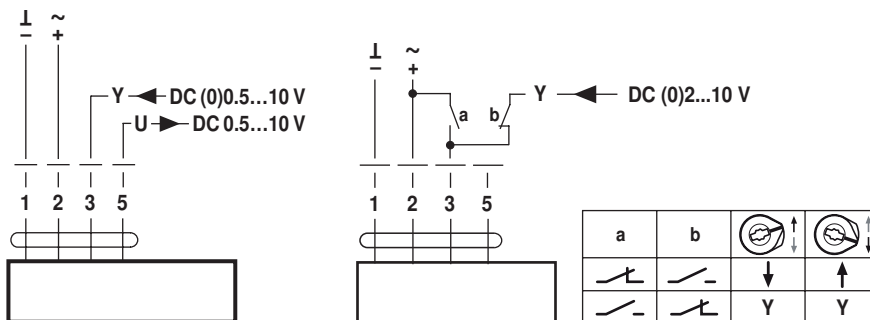 ⊥ ~
− +
Y DC (0)0.5...10 V
U DC 0.5...10 V
1 2 3 5
⊥ ~
− +
a b Y DC (0)2...10 V
1 2 3 5
a b
Y Y